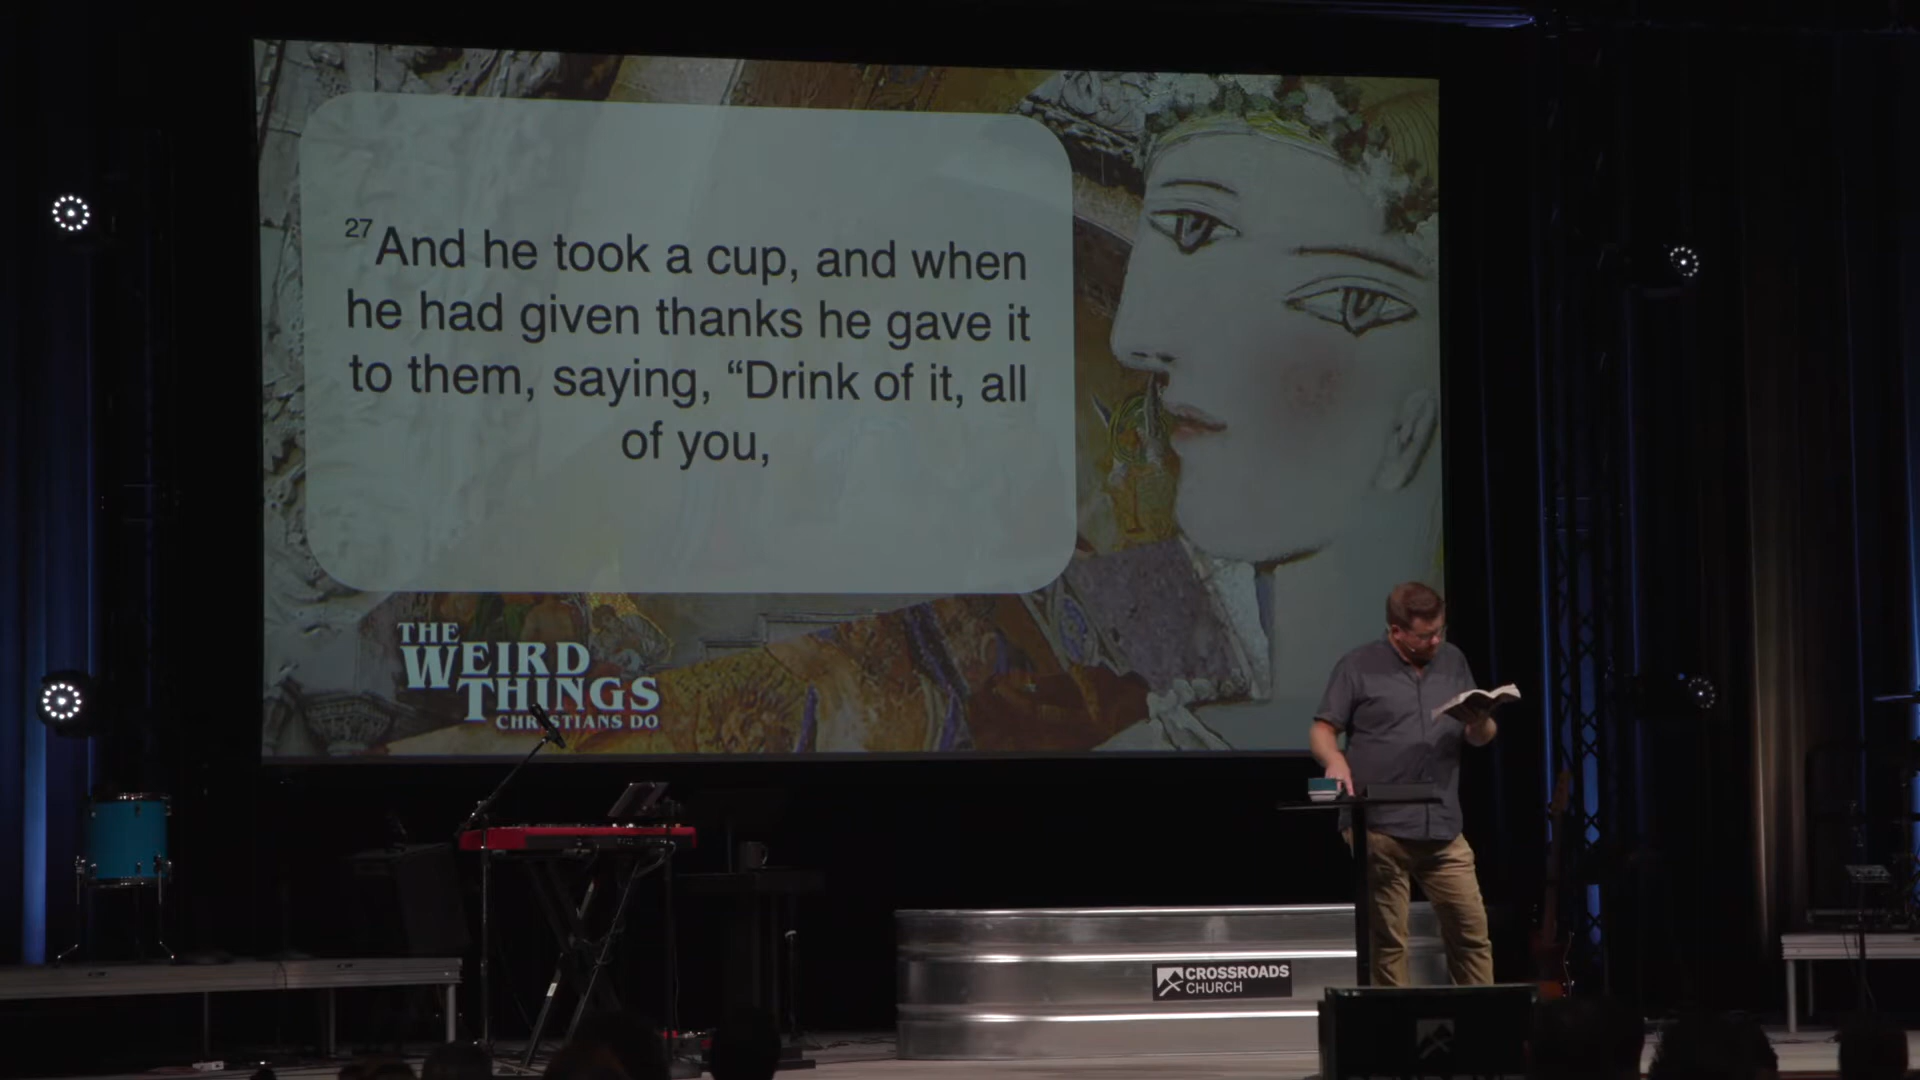 27 And he took a cup, and when
he had given thanks he gave it
to them, saying, “Drink of it, all
of you,
THE
WEIRD
THINGS
CHRISTIANS DO
CROSSROADS
CHURCH